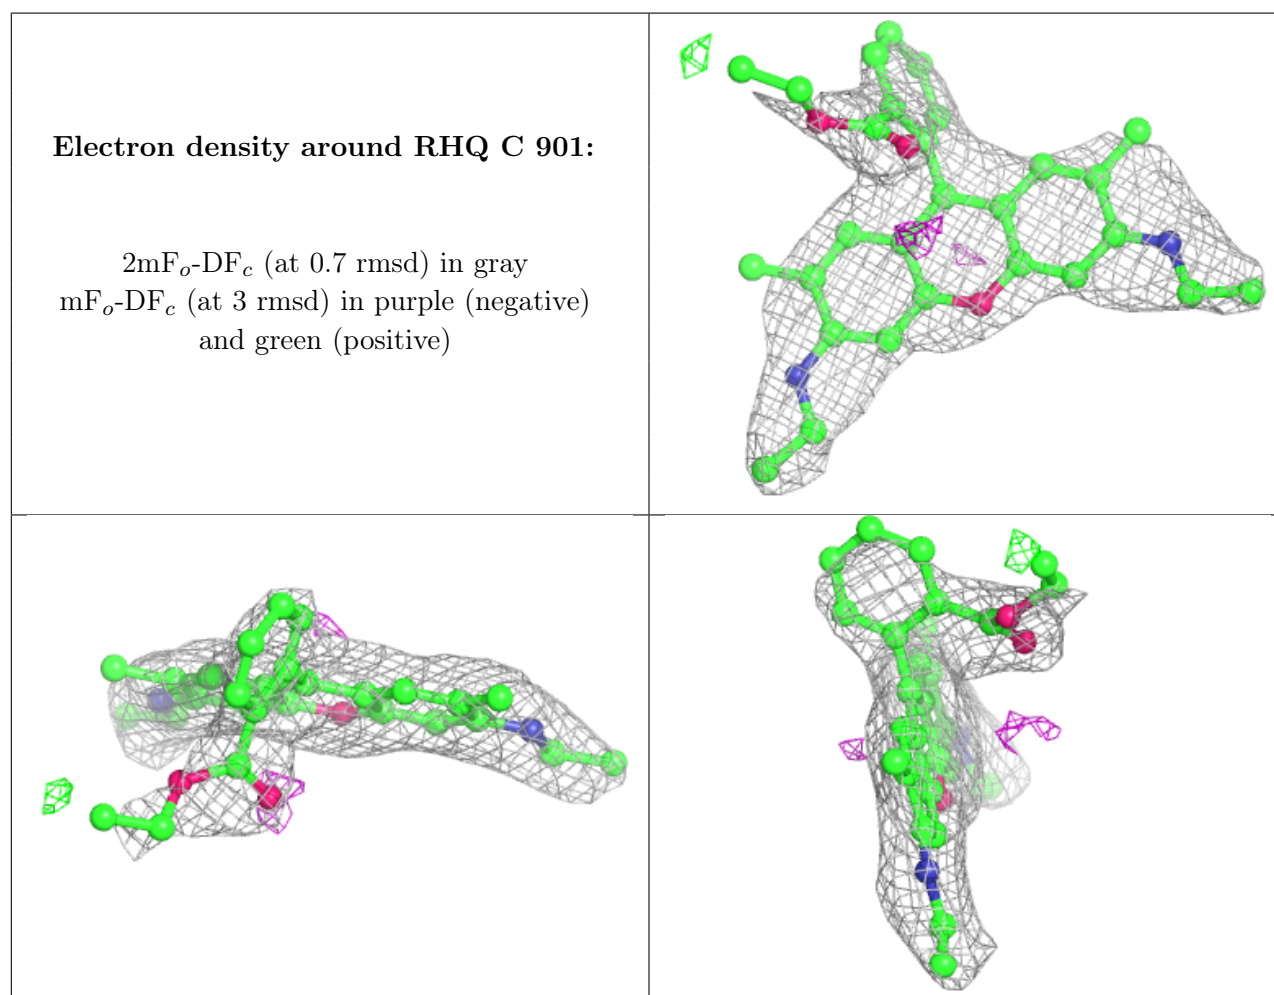 Electron density around RHQ C 901:
2mFo-DFc (at 0.7 rmsd) in gray
mFo-DFc (at 3 rmsd) in purple (negative)
and green (positive)